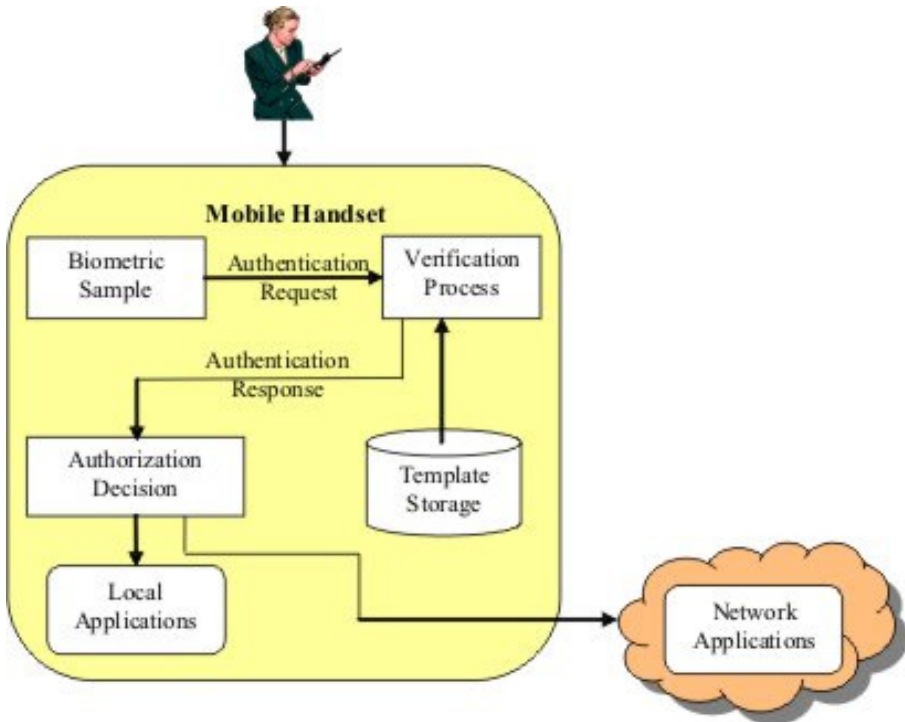 Mobile Handset
Biometric
Sample
Authentication
Request
Verification
Process
Authentication
Response
Authorization
Decision
Template
Storage
Local
Applications
Network
Applications